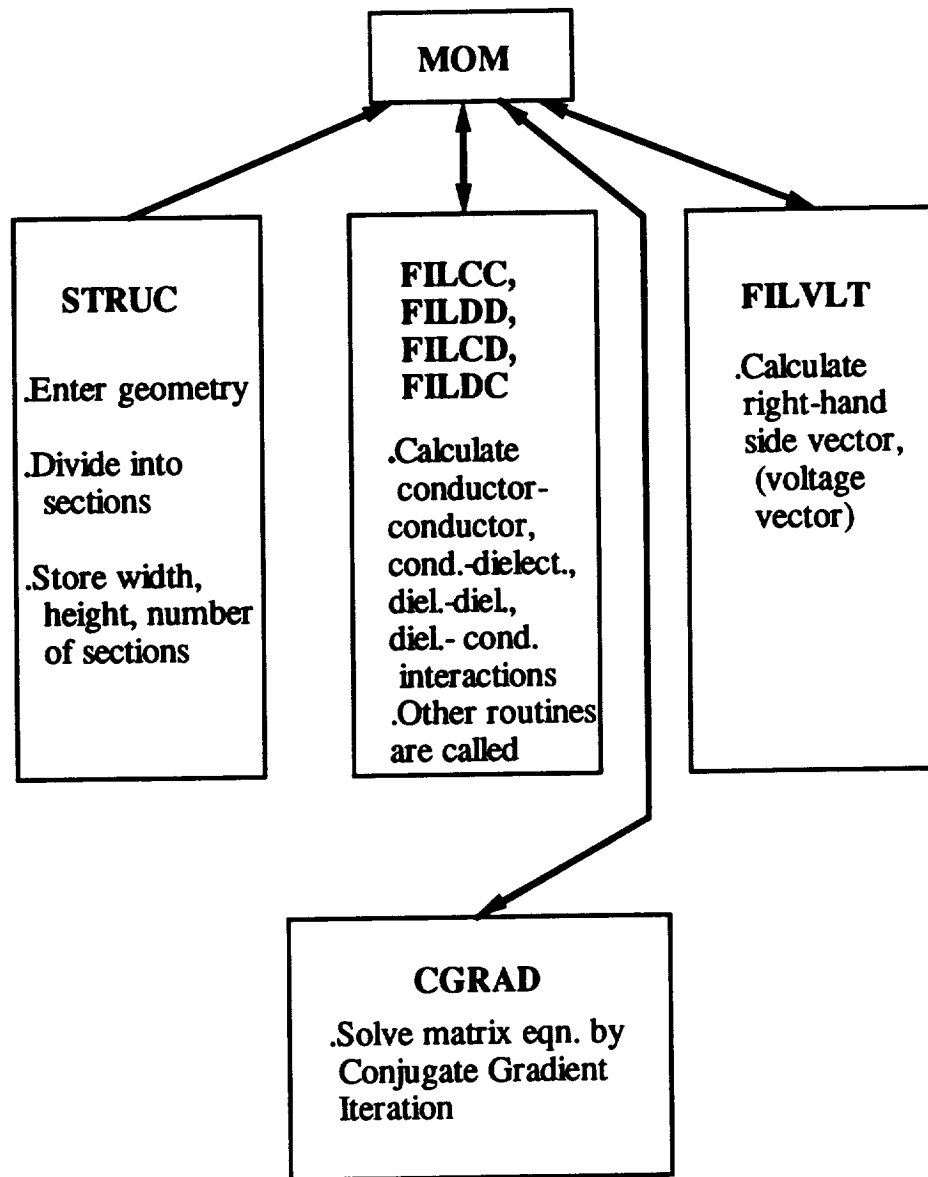 MOM
STRUC
.Enter geometry
.Divide into
sections
.Store width,
height, number
of sections
FILCC,
FILDD,
FILCD,
FILDC
.Calculate
conductor-
conductor,
cond.-dielect.,
diel.-diel.,
diel.- cond.
interactions
.Other routines
are called
FILVLT
.Calculate
right-hand
side vector,
(voltage
vector)
CGRAD
.Solve matrix eqn. by
Conjugate Gradient
Iteration